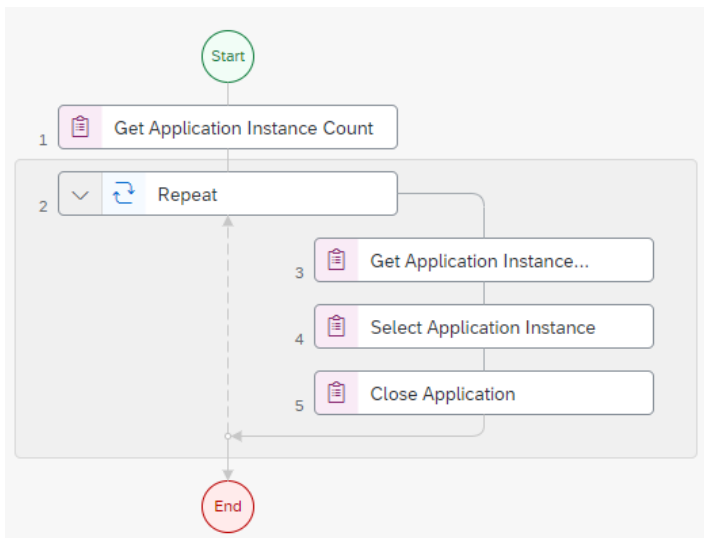 Start
1
Get Application Instance Count
2
Repeat
3
Get Application Instance...
4
Select Application Instance
5
Close Application
End